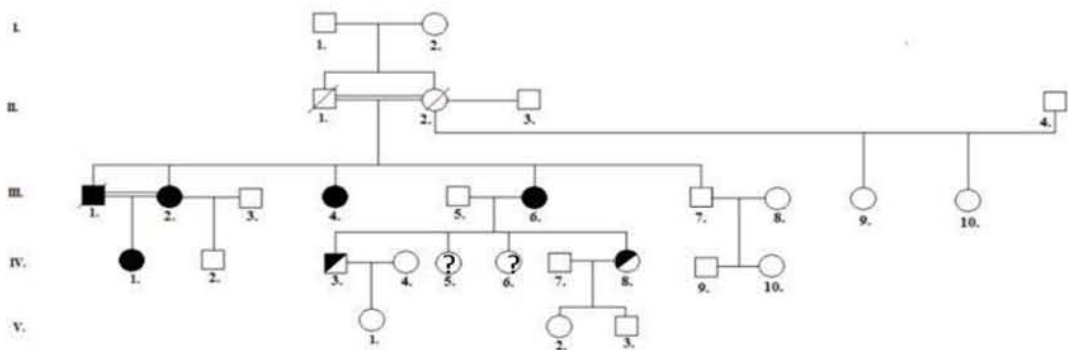 I.
1. 2.
II.
1. 2. 3. 4.
III.
1. 2. 3. 4. 5. 6. 7. 8. 9. 10.
IV.
? ?
1. 2. 3. 4. 5. 6. 7. 8. 9. 10.
V.
1. 2. 3.